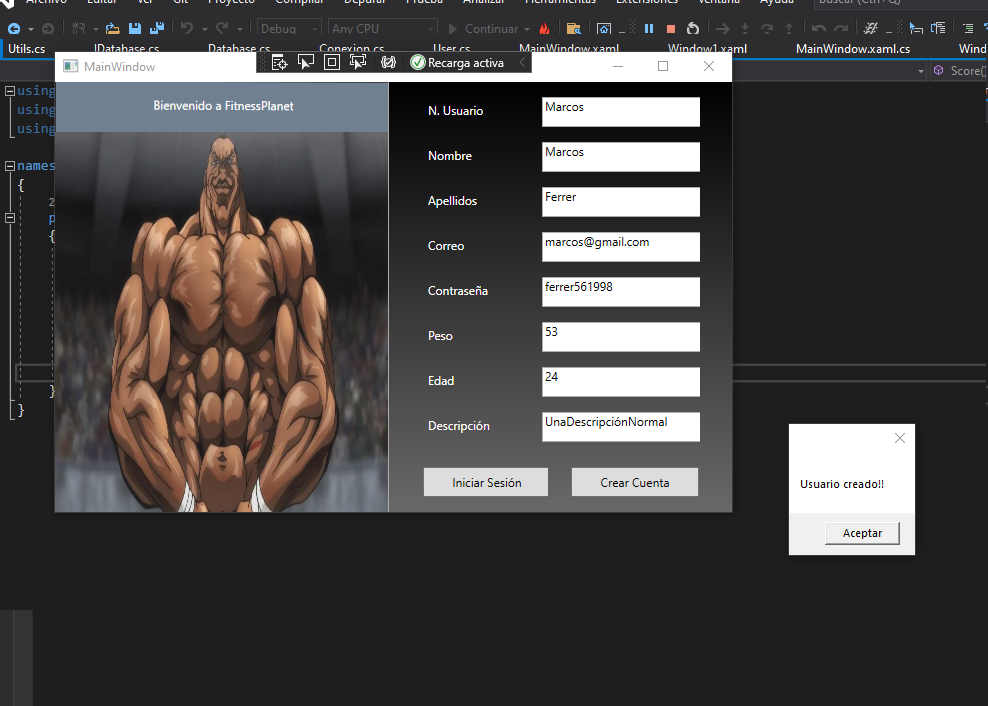 Archivo Editar Ver Git Proyecto Compilar Depurar Prueba Analizar Herramientas Extensiones Ventana Ayuda Buscar (Ctrl+Q)
Debug Any CPU Continuar
Utils.cs IDatabase.cs Database.cs Conexion.cs User.cs MainWindow.xaml Window1.xaml MainWindow.xaml.cs Wind
MainWindow Recarga activa
Score(
using
using
using
names
{
2
p
{
}
}
Bienvenido a FitnessPlanet
N. Usuario Marcos
Nombre Marcos
Apellidos Ferrer
Correo marcos@gmail.com
Contraseña ferrer561998
Peso 53
Edad 24
Descripción UnaDescripciónNormal
Iniciar Sesión Crear Cuenta
Usuario creado!!
Aceptar